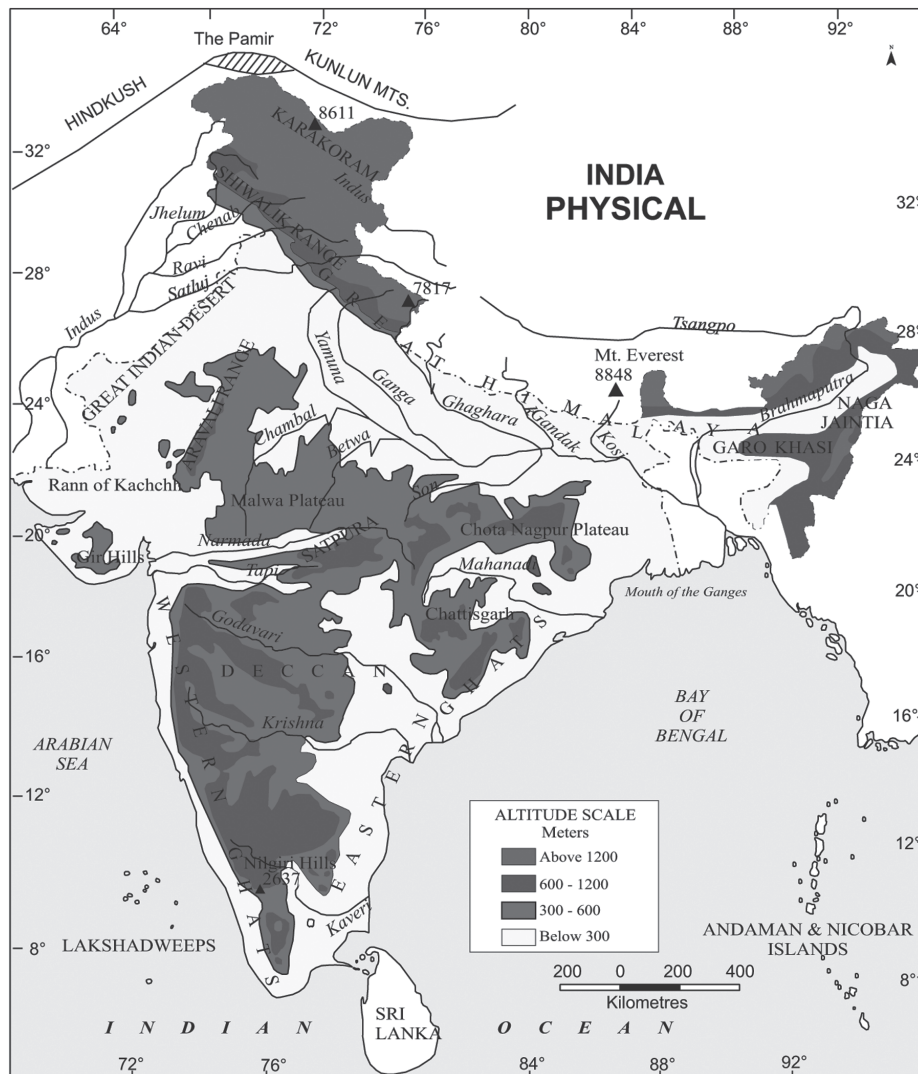 64° 72° 76° 80° 84° 88° 92°
The Pamir
N
HINDKUSH
KUNLUN MTS.
8611
KARAKORAM
Indus
32°
32°
INDIA
PHYSICAL
SHIWALIK RANGE
Jhelum
Chenab
Ravi
Satluj
28°
28°
7817
Indus
GREAT INDIAN DESERT
GREAT HIMALAYA
Tsangpo
Mt. Everest
8848
Yamuna
Ganga
Ghaghara
Gandak
Kosi
Brahmaputra
NAGA
JAINTIA
GARO KHASI
ARAVALI RANGE
24°
24°
Chambal
Betwa
Son
Rann of Kachchh
Malwa Plateau
Chota Nagpur Plateau
20°
20°
Gir Hills
Narmada
SATPURA
Tapi
Mahanadi
Mouth of the Ganges
Chattisgarh
Godavari
WESTERN GHATS
DECCAN
EASTERN GHATS
16°
16°
Krishna
BAY
OF
BENGAL
ARABIAN
SEA
12°
12°
ALTITUDE SCALE
Meters
Above 1200
600 - 1200
300 - 600
Below 300
Nilgiri Hills
2637
Kaveri
LAKSHADWEEPS
ANDAMAN & NICOBAR
ISLANDS
8°
8°
200 0 200 400
Kilometres
SRI
LANKA
INDIAN OCEAN
72° 76° 80° 84° 88° 92°